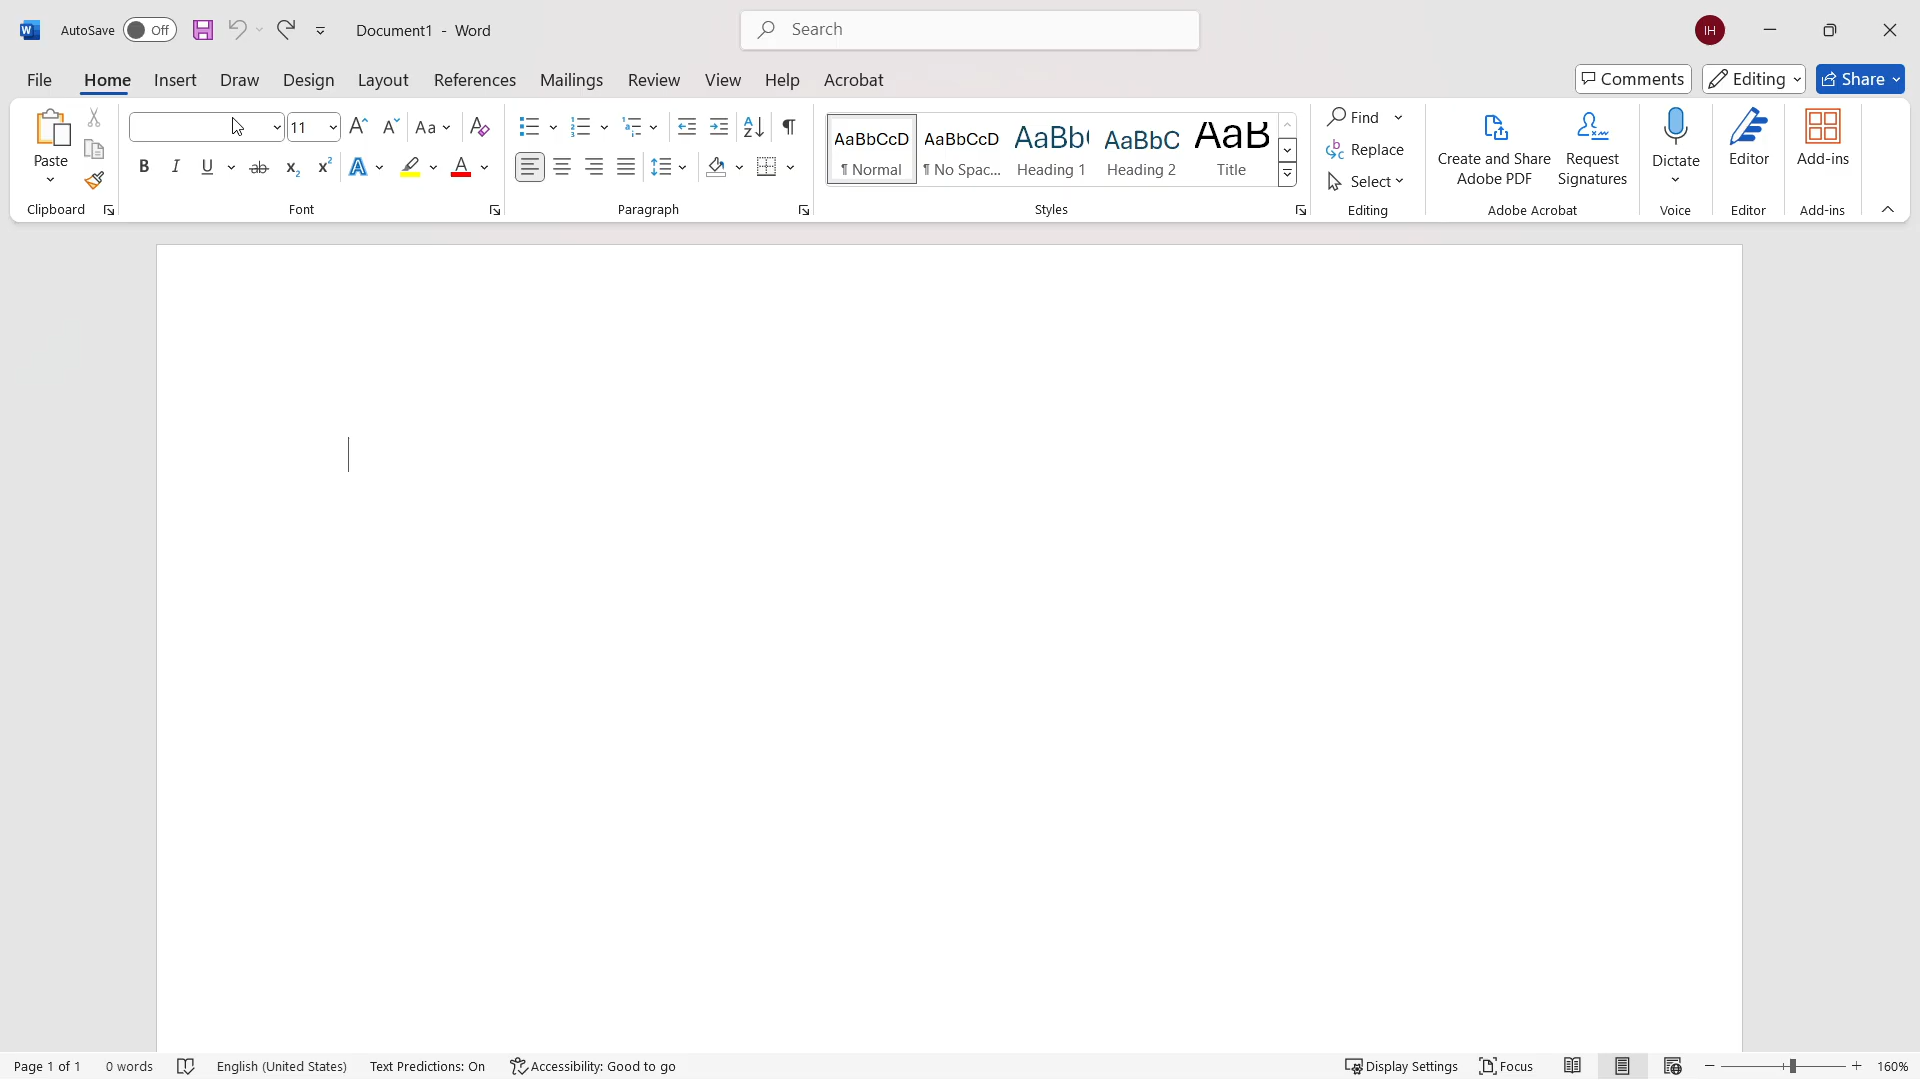 AutoSave Off Document1 - Word Search IH
File Home Insert Draw Design Layout References Mailings Review View Help Acrobat Comments Editing Share
Paste
Clipboard
11
Aa
B I U ab x₂ x² A A
Font
A
Z
¶
Paragraph
AaBbCcD AaBbCcD AaBb( AaBbC AaB
¶ Normal ¶ No Spac... Heading 1 Heading 2 Title
Styles
Find
Replace
Select
Editing
Create and Share
Adobe PDF
Request
Signatures
Adobe Acrobat
Dictate
Voice
Editor
Editor
Add-ins
Add-ins
Page 1 of 1 0 words English (United States) Text Predictions: On Accessibility: Good to go Display Settings Focus 160%